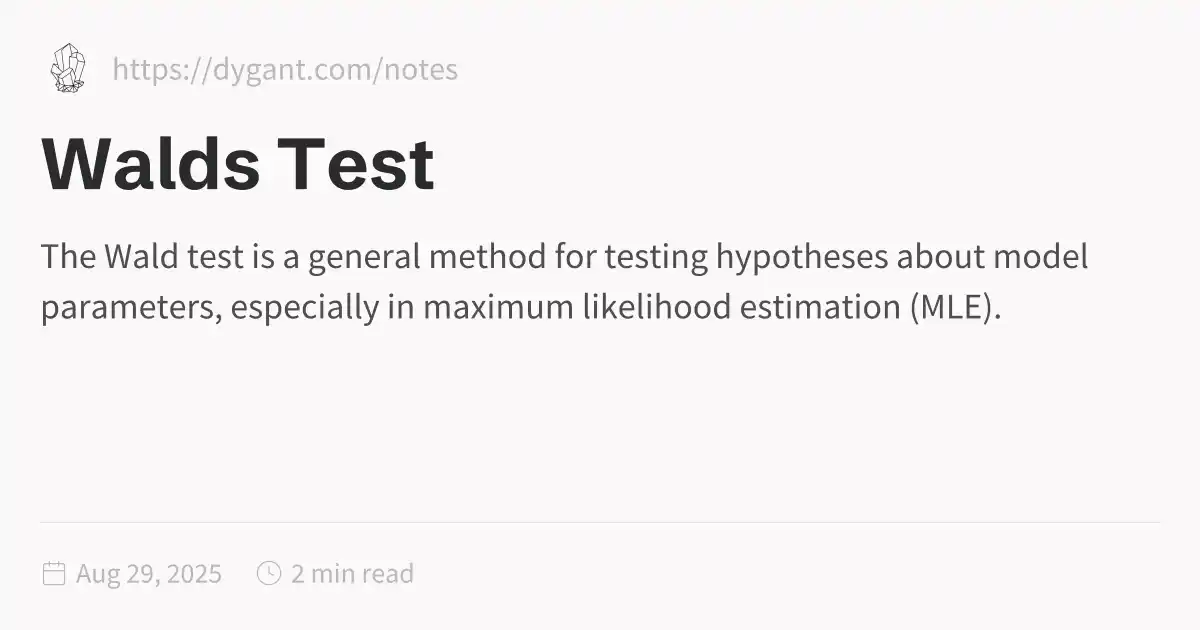 https://dygant.com/notes
Walds Test
The Wald test is a general method for testing hypotheses about model
parameters, especially in maximum likelihood estimation (MLE).
Aug 29, 2025 2 min read